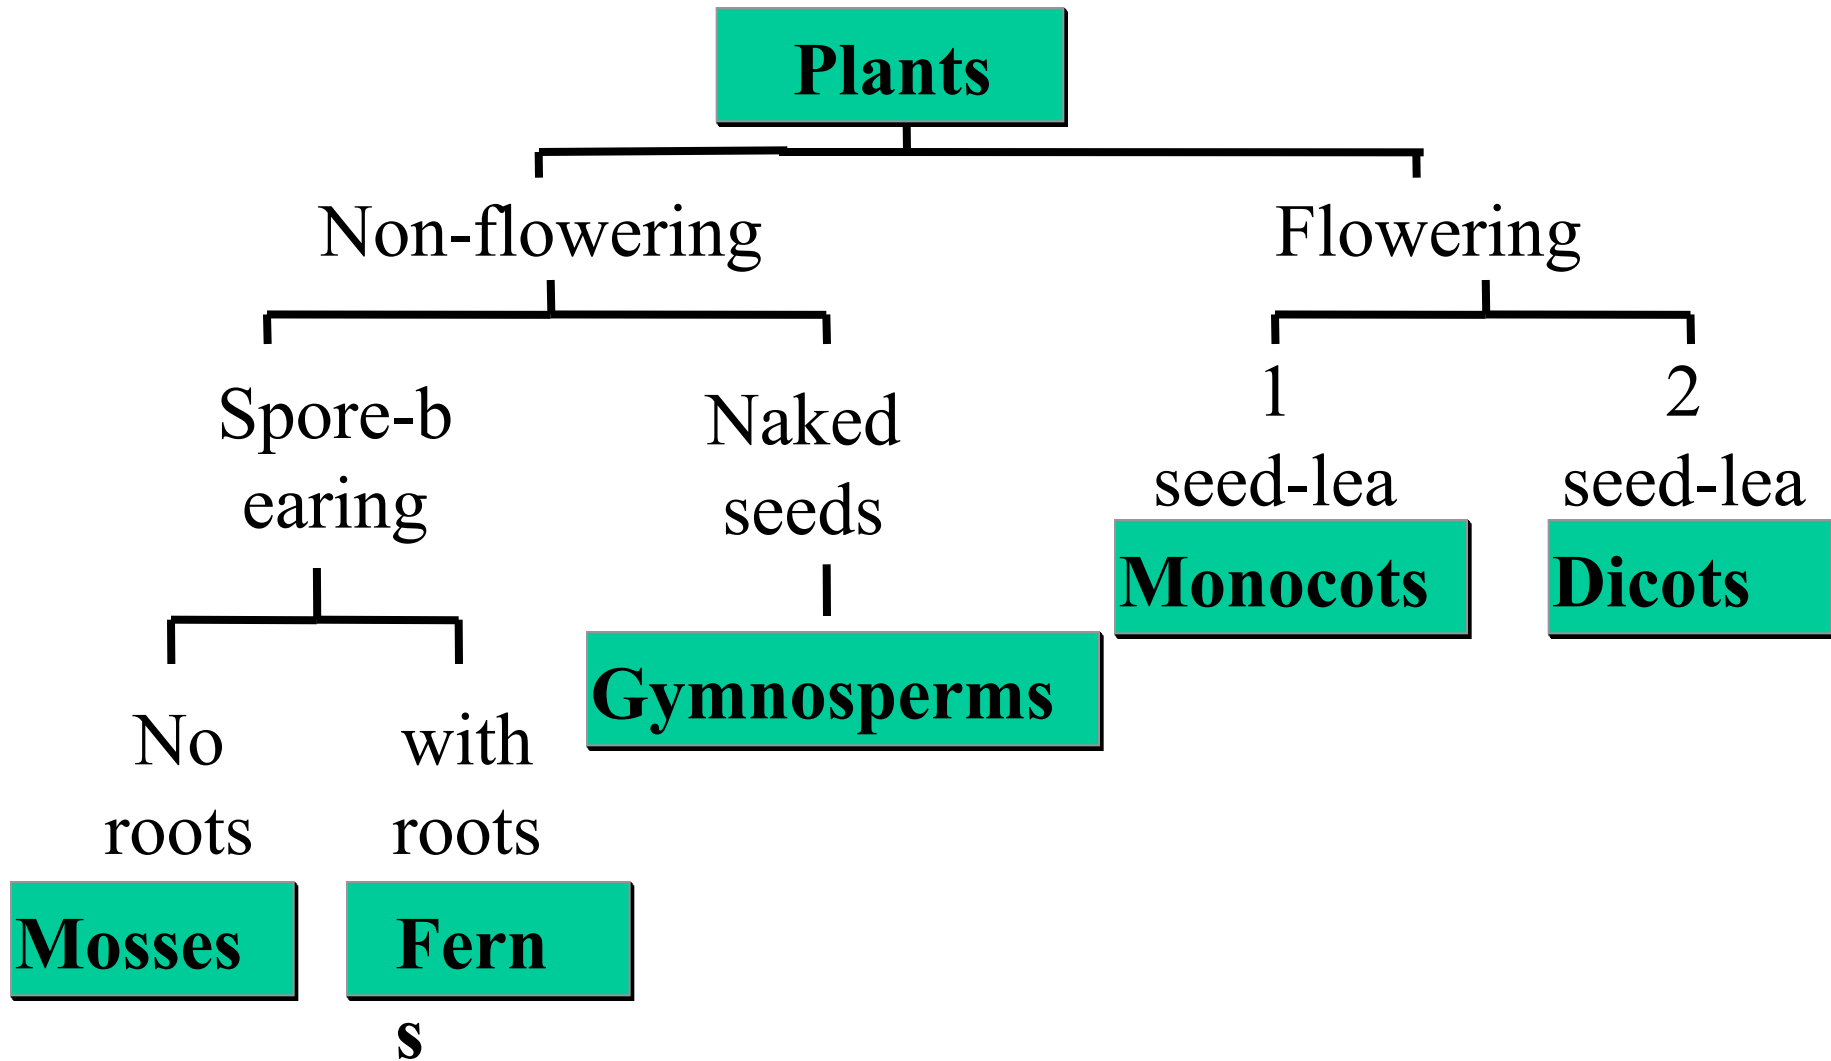 Plants
Non-flowering
Flowering
Spore-b
earing
Naked
seeds
1
seed-lea
2
seed-lea
Monocots
Dicots
Gymnosperms
No
roots
with
roots
Mosses
Fern
s